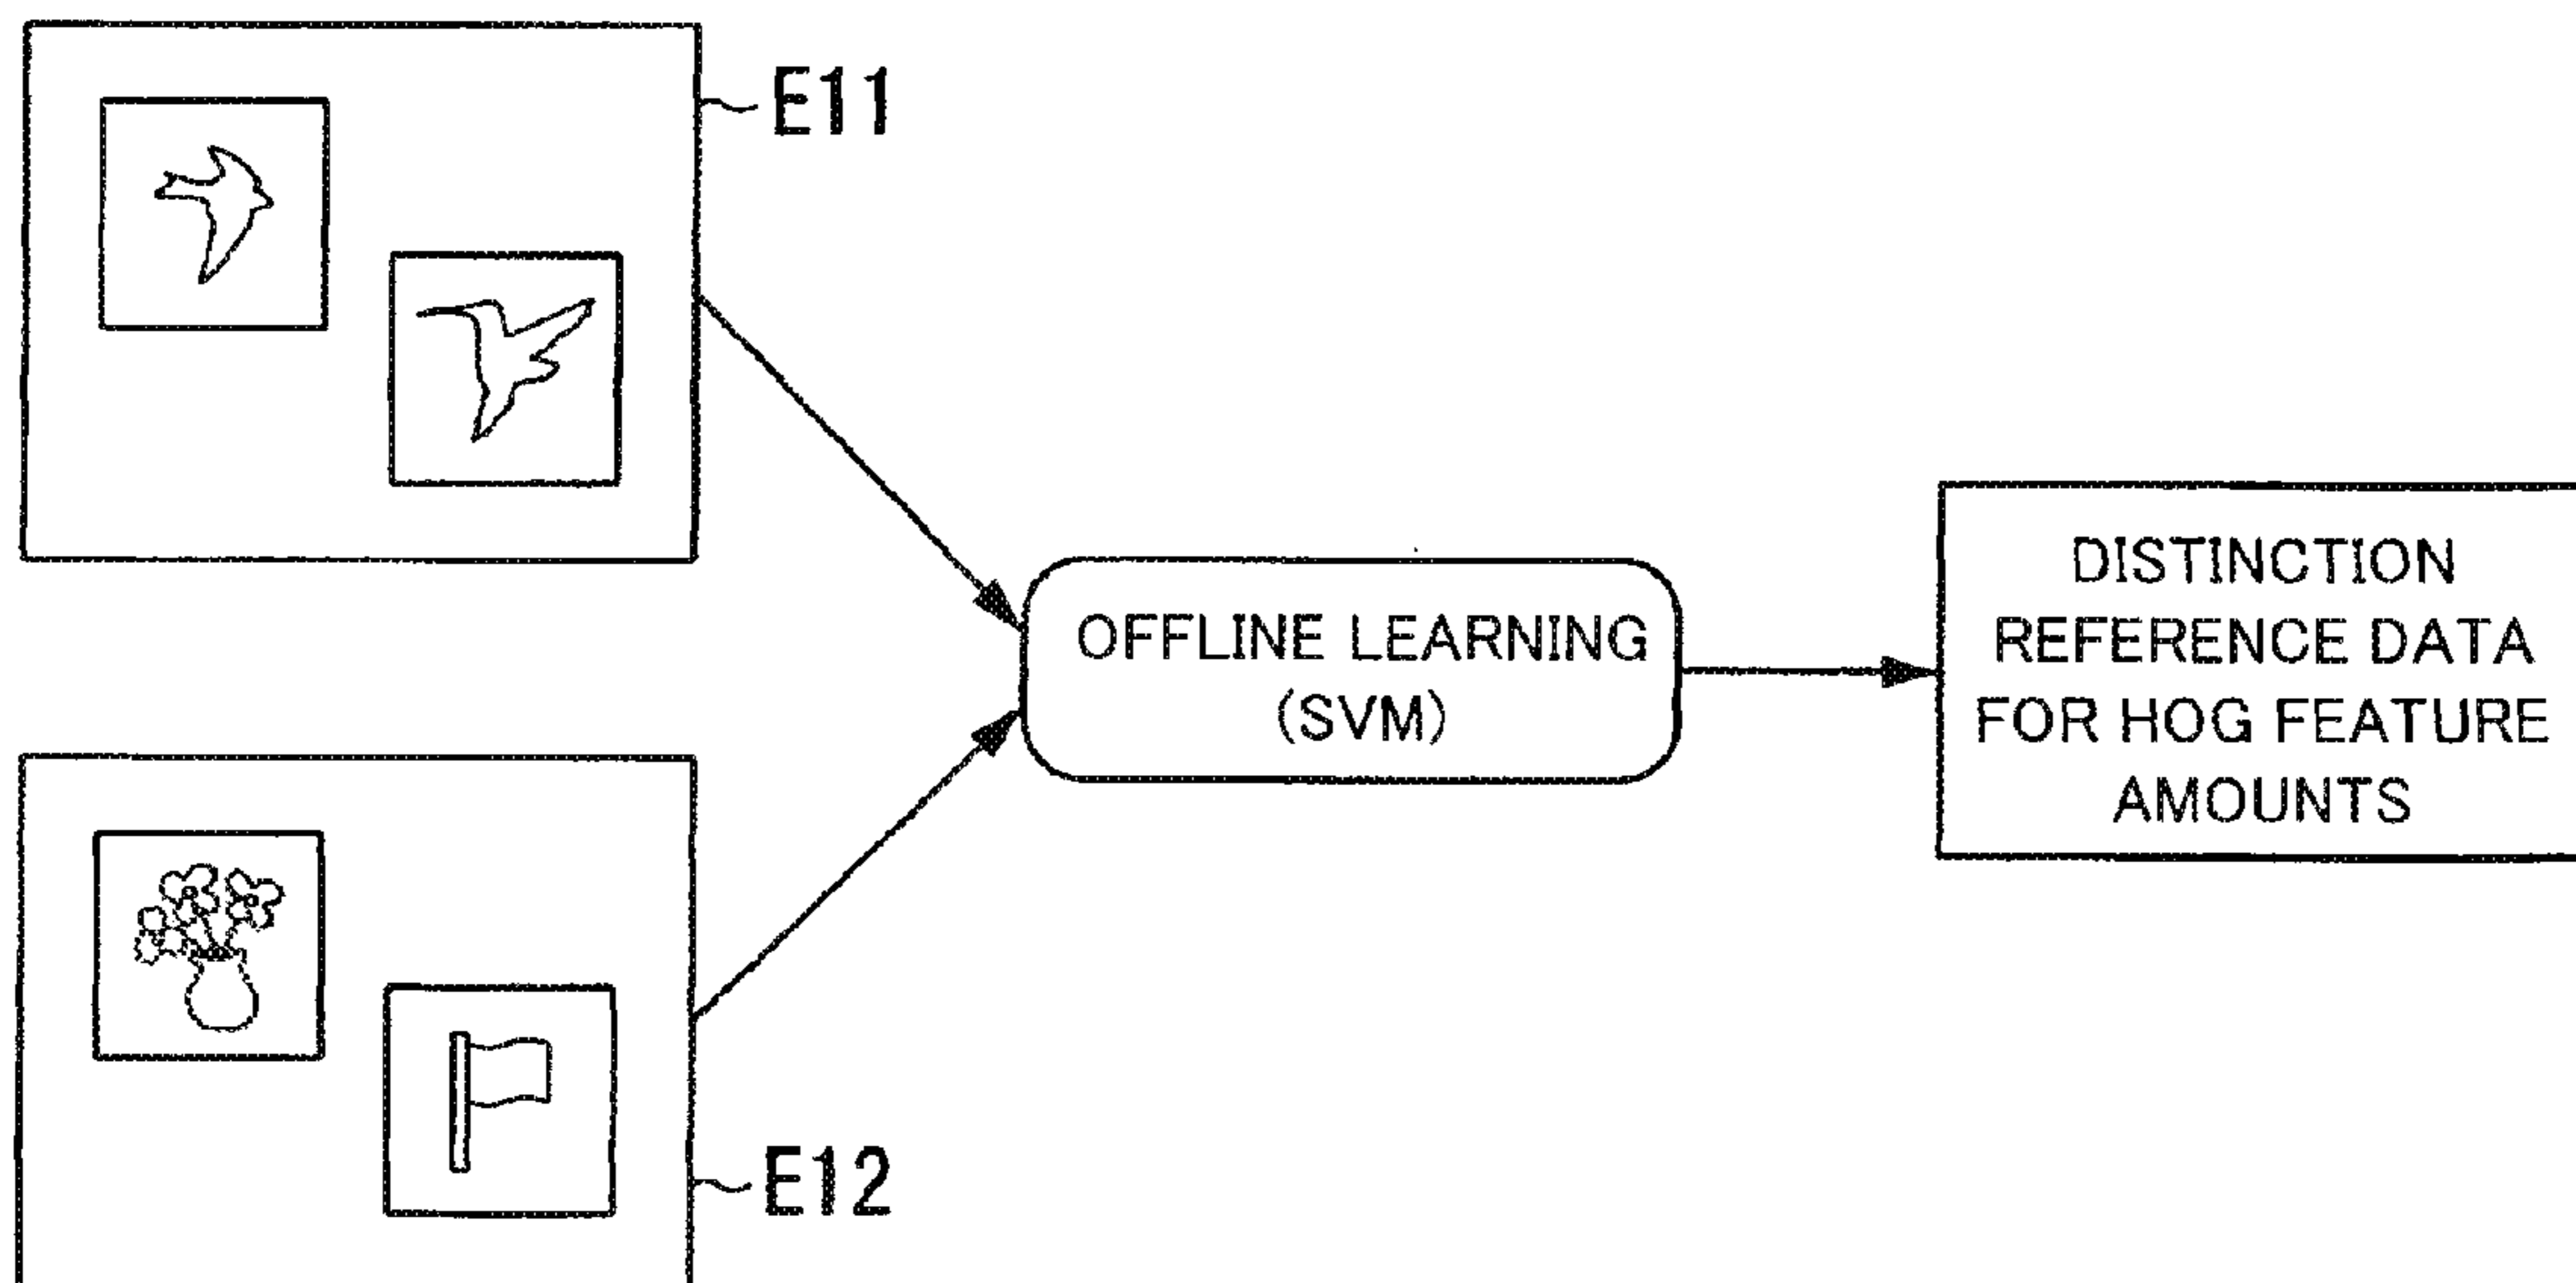 E11
OFFLINE LEARNING
(SVM)
DISTINCTION
REFERENCE DATA
FOR HOG FEATURE
AMOUNTS
E12